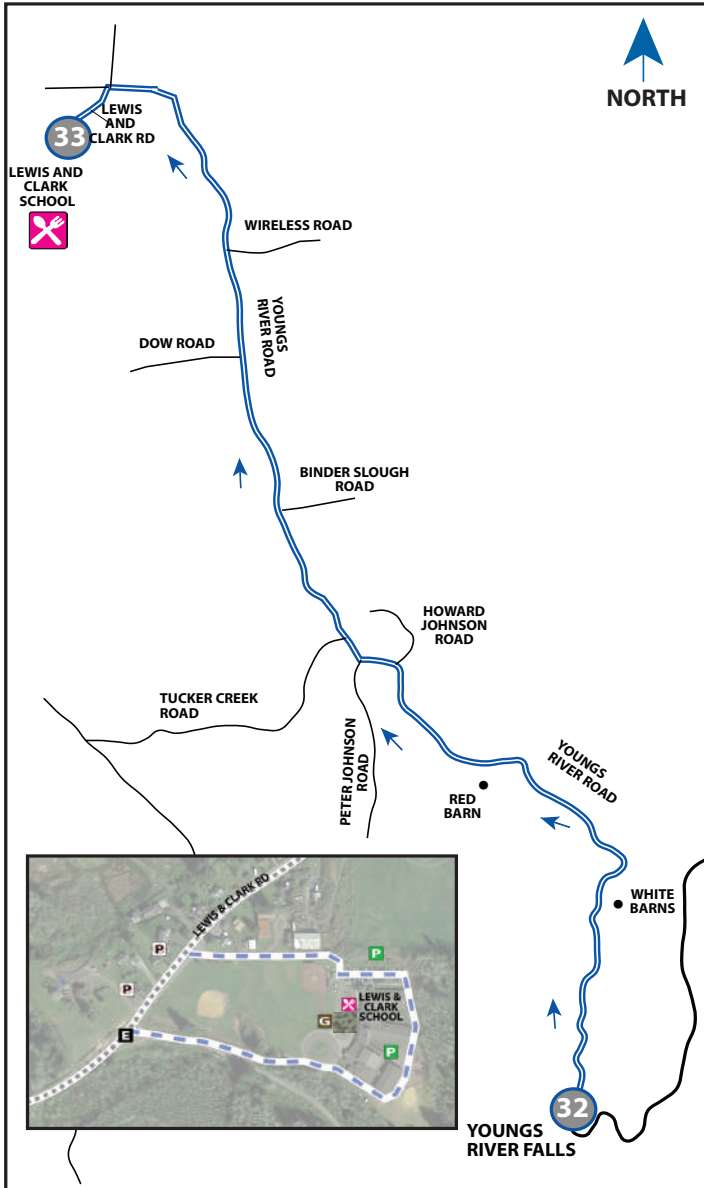 NORTH
33
LEWIS
AND
CLARK RD
LEWIS AND
CLARK
SCHOOL
WIRELESS ROAD
YOUNGS
RIVER ROAD
DOW ROAD
BINDER SLOUGH
ROAD
HOWARD
JOHNSON
ROAD
TUCKER CREEK
ROAD
PETER JOHNSON
ROAD
YOUNGS
RIVER ROAD
RED
BARN
WHITE
BARNS
LEWIS & CLARK RD
P
P
P
E
G
LEWIS &
CLARK
SCHOOL
P
32
YOUNGS
RIVER FALLS